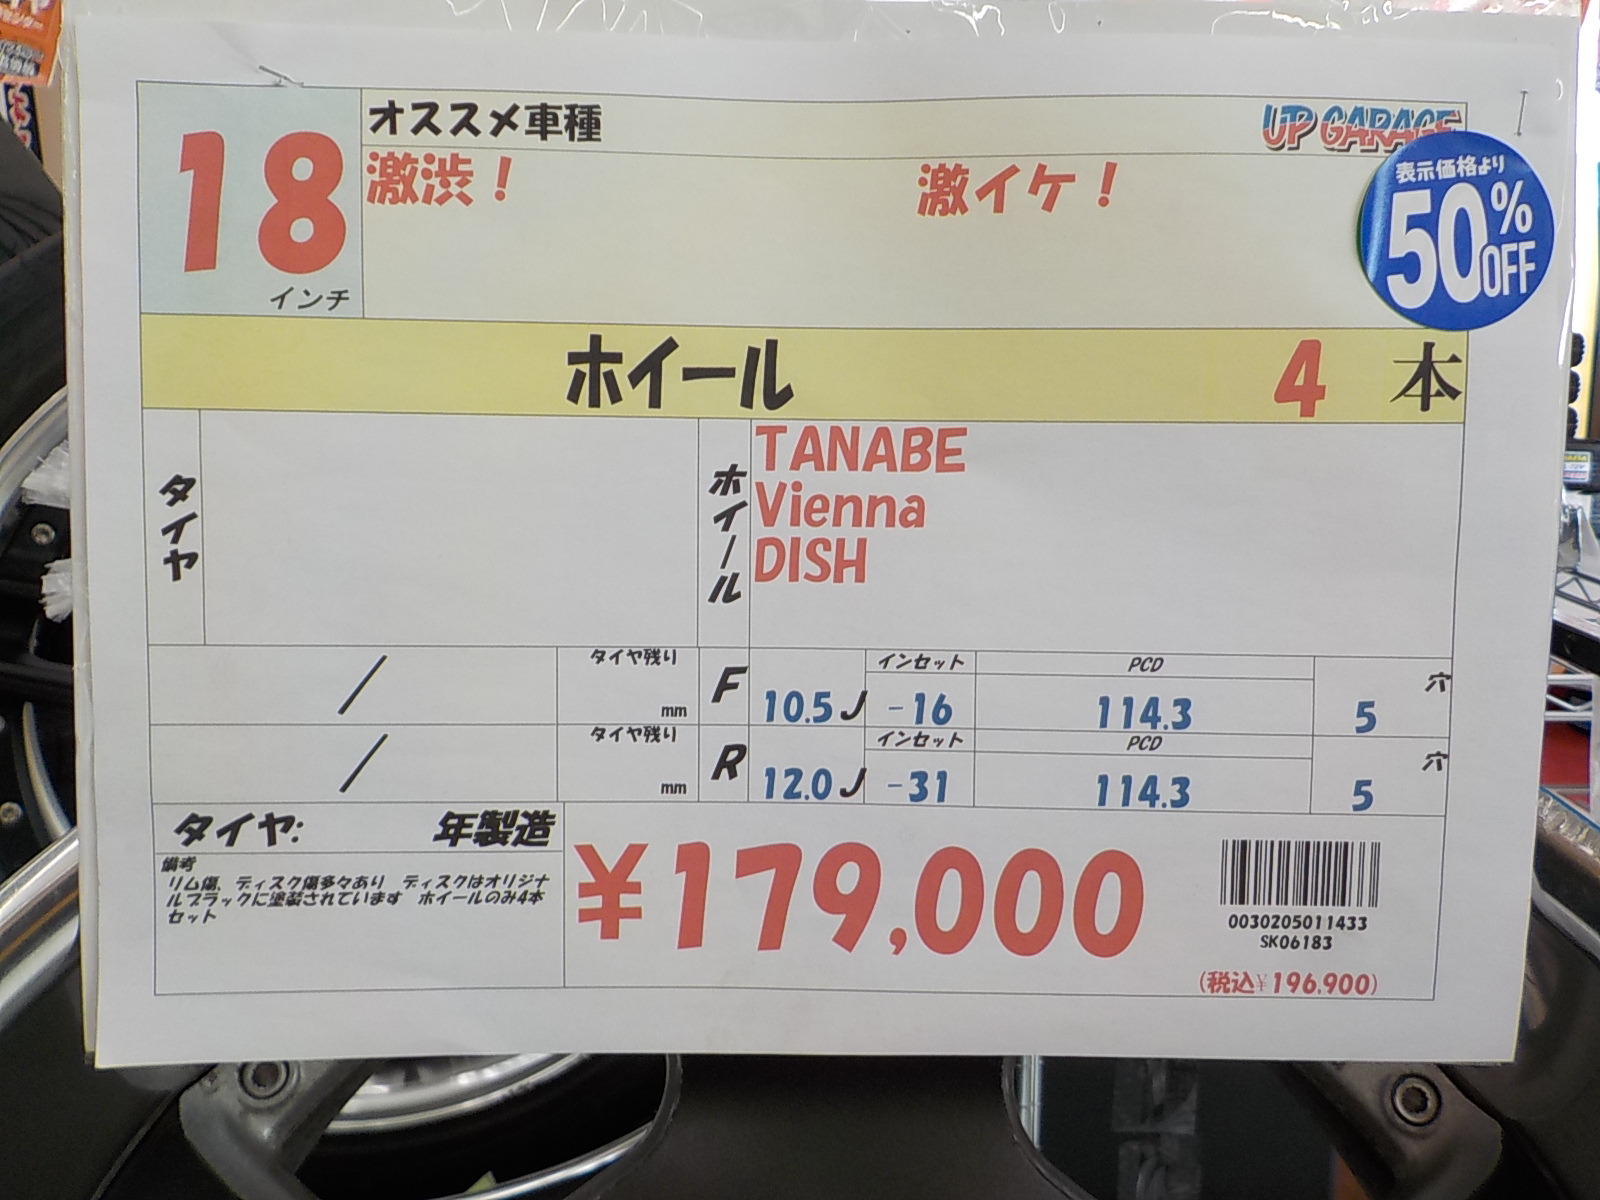 オススメ車種
UP GARAGE
18
インチ
激渋！ 激イケ！
表示価格より
50%
OFF
ホイール 4 本
タイヤ
ホイール
TANABE
Vienna
DISH
/ タイヤ残り mm
F 10.5 J インセット -16 PCD 114.3 5 穴
/ タイヤ残り mm
R 12.0 J インセット -31 PCD 114.3 5 穴
タイヤ: 年製造
備考
リム傷、ディスク傷多々あり ディスクはオリジナ
ルブラックに塗装されています ホイールのみ4本
セット
¥179,000
0030205011433
SK06183
(税込¥196,900)